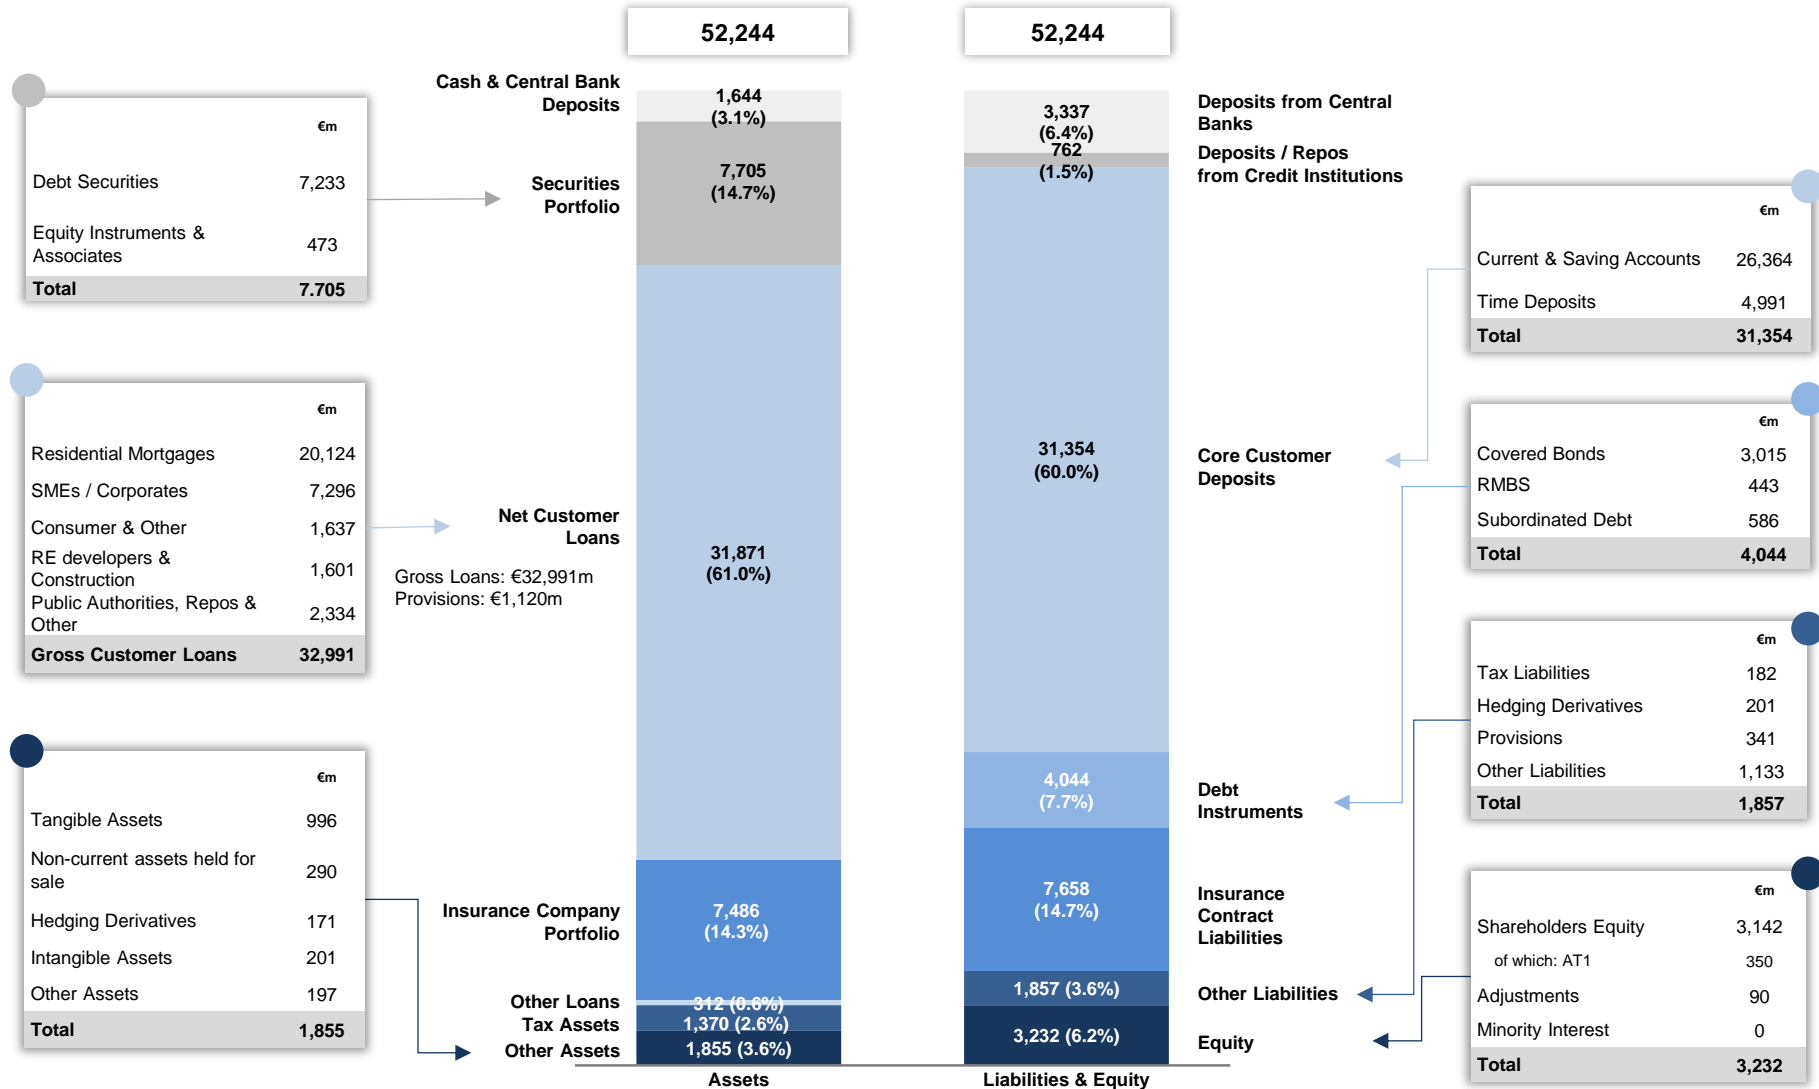 52,244
52,244
€m
Debt Securities 7,233
Equity Instruments &
Associates 473
Total 7.705
€m
Residential Mortgages 20,124
SMEs / Corporates 7,296
Consumer & Other 1,637
RE developers &
Construction 1,601
Public Authorities, Repos &
Other 2,334
Gross Customer Loans 32,991
€m
Tangible Assets 996
Non-current assets held for
sale 290
Hedging Derivatives 171
Intangible Assets 201
Other Assets 197
Total 1,855
Cash & Central Bank
Deposits
Securities
Portfolio
Net Customer
Loans
Gross Loans: €32,991m
Provisions: €1,120m
Insurance Company
Portfolio
Other Loans
Tax Assets
Other Assets
1,644
(3.1%)
7,705
(14.7%)
31,871
(61.0%)
7,486
(14.3%)
312 (0.6%)
1,370 (2.6%)
1,855 (3.6%)
Assets
3,337
(6.4%)
762
(1.5%)
31,354
(60.0%)
4,044
(7.7%)
7,658
(14.7%)
1,857 (3.6%)
3,232 (6.2%)
Liabilities & Equity
Deposits from Central
Banks
Deposits / Repos
from Credit Institutions
Core Customer
Deposits
Debt
Instruments
Insurance
Contract
Liabilities
Other Liabilities
Equity
€m
Current & Saving Accounts 26,364
Time Deposits 4,991
Total 31,354
€m
Covered Bonds 3,015
RMBS 443
Subordinated Debt 586
Total 4,044
€m
Tax Liabilities 182
Hedging Derivatives 201
Provisions 341
Other Liabilities 1,133
Total 1,857
€m
Shareholders Equity 3,142
of which: AT1 350
Adjustments 90
Minority Interest 0
Total 3,232